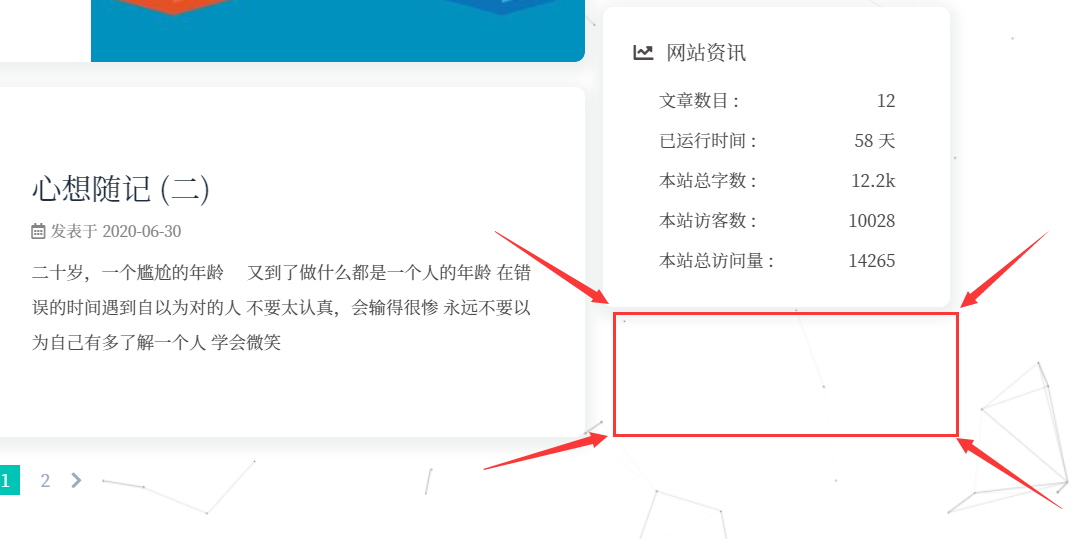 心想随记 (二)
发表于 2020-06-30
二十岁，一个尴尬的年龄 又到了做什么都是一个人的年龄 在错
误的时间遇到自以为对的人 不要太认真，会输得很惨 永远不要以
为自己有多了解一个人 学会微笑
1 2
网站资讯
文章数目 : 12
已运行时间 : 58 天
本站总字数 : 12.2k
本站访客数 : 10028
本站总访问量 : 14265